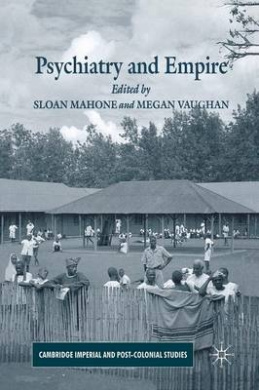 Psychiatry and Empire
Edited by
SLOAN MAHONE and MEGAN VAUGHAN
CAMBRIDGE IMPERIAL AND POST-COLONIAL STUDIES